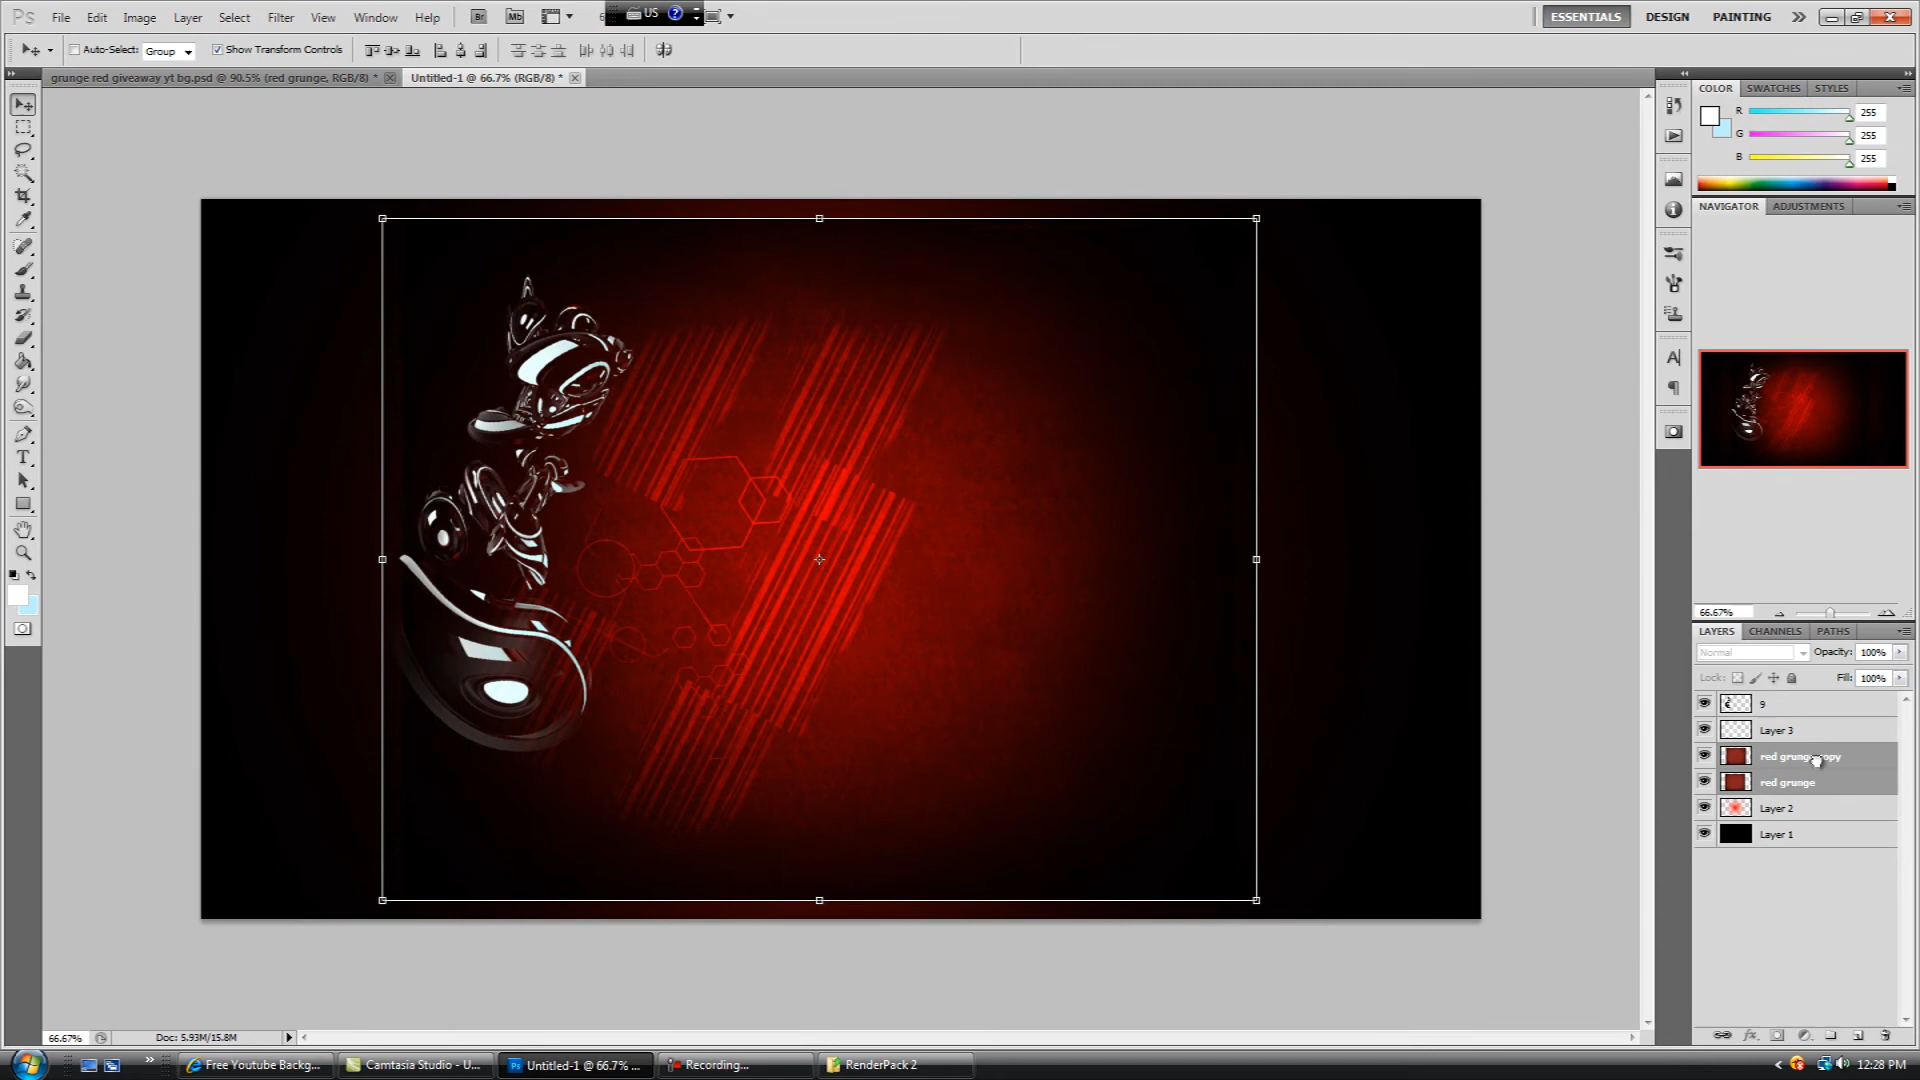 Ps File Edit Image Layer Select Filter View Window Help Br Mb US ? ESSENTIALS DESIGN PAINTING
Auto-Select: Group Show Transform Controls
grunge red giveaway yt bg.psd @ 90.5% (red grunge, RGB/8) * Untitled-1 @ 66.7% (RGB/8) *
COLOR SWATCHES STYLES
R 255
G 255
B 255
NAVIGATOR ADJUSTMENTS
66.67%
LAYERS CHANNELS PATHS
Normal Opacity: 100%
Lock: Fill: 100%
9
Layer 3
red grunge copy
red grunge
Layer 2
Layer 1
66.67% Doc: 5.93M/15.8M
Free Youtube Backg... Camtasia Studio - U... Ps Untitled-1 @ 66.7% ... Recording... RenderPack 2 12:28 PM